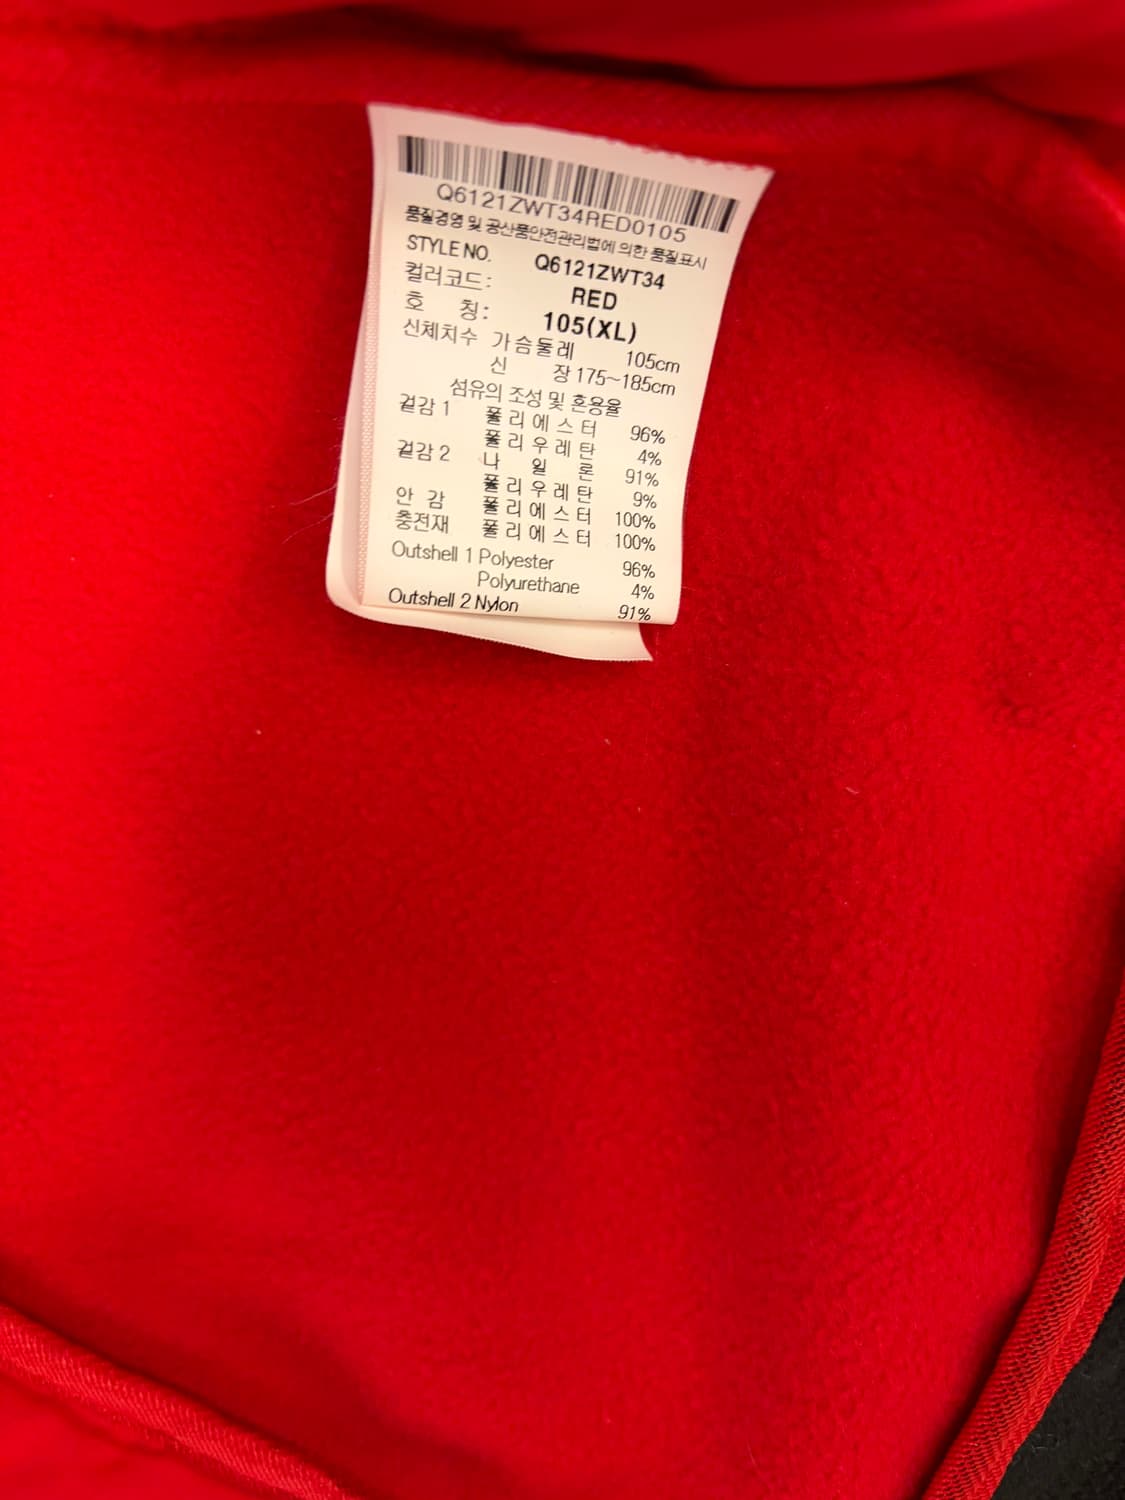 Q6121ZWT34RED0105
품질경영 및 공산품안전관리법에 의한 품질표시
STYLE NO. Q6121ZWT34
컬러코드: RED
호 칭: 105(XL)
신체치수 가슴둘레 105cm
신 장 175~185cm
섬유의 조성 및 혼용율
겉감 1 폴리에스터 96%
폴리우레탄 4%
겉감 2 나 일 론 91%
폴리우레탄 9%
안 감 폴리에스터 100%
충전재 폴리에스터 100%
Outshell 1 Polyester 96%
Polyurethane 4%
Outshell 2 Nylon 91%